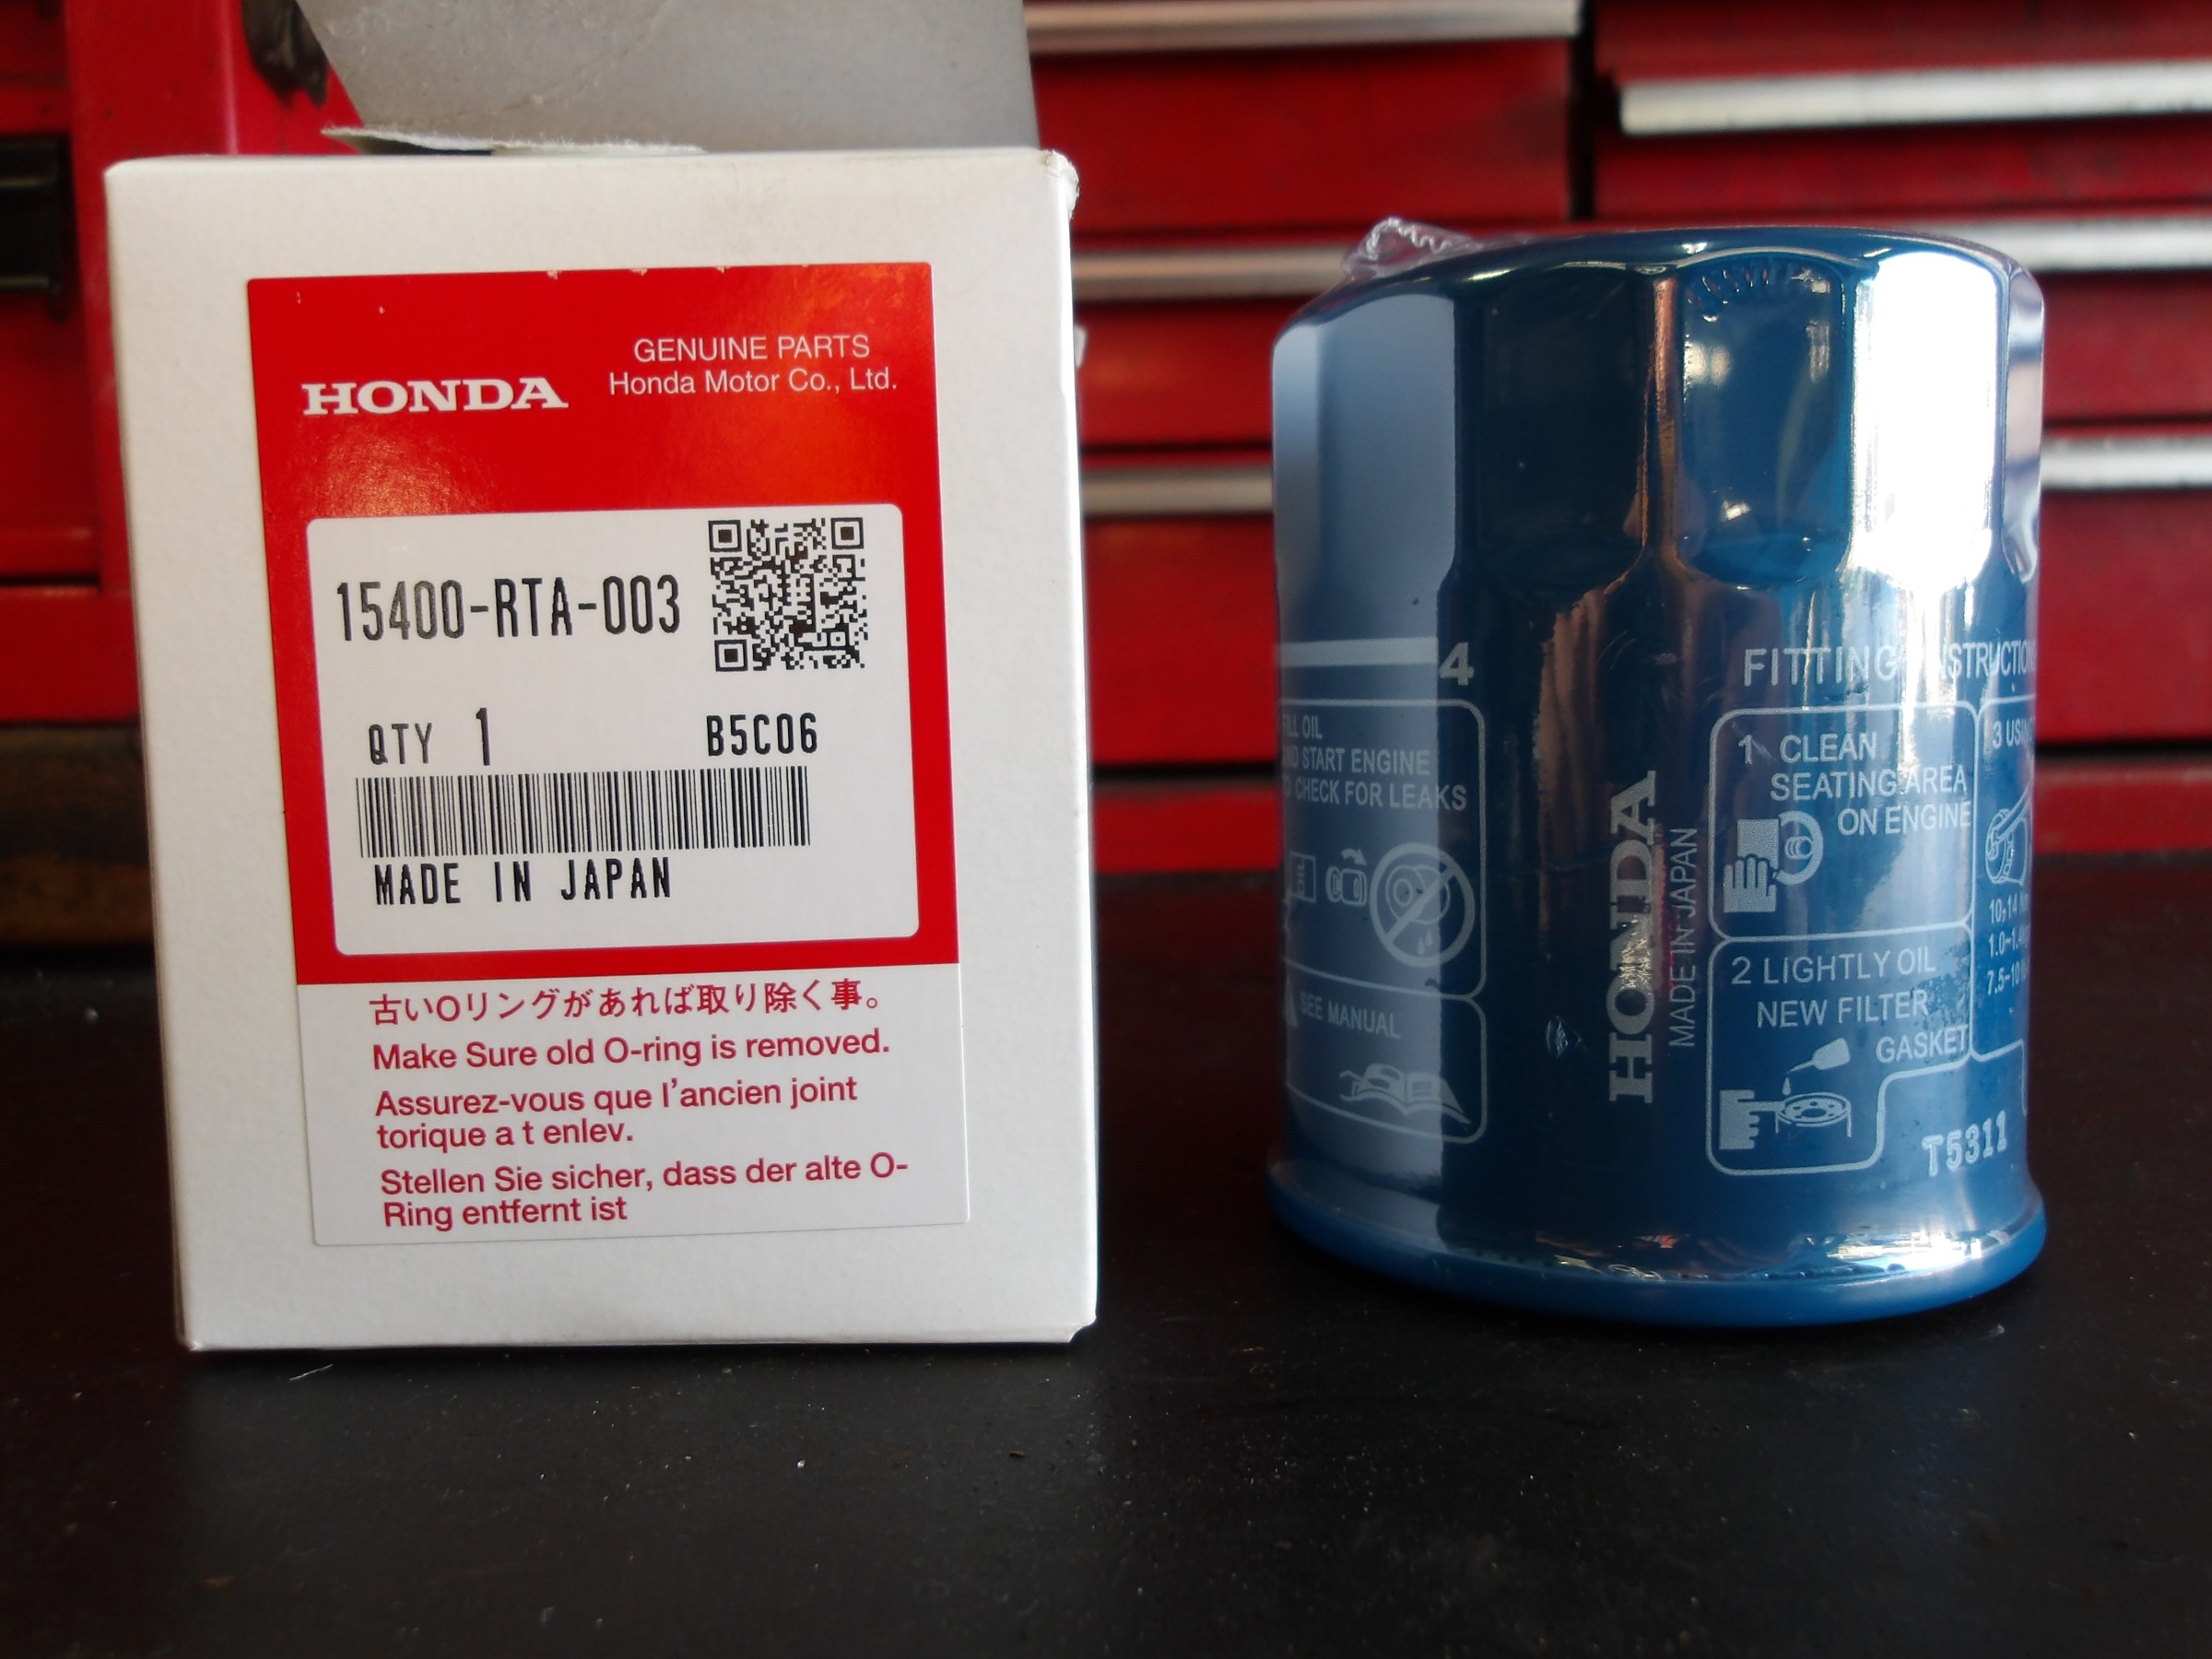 HONDA
GENUINE PARTS
Honda Motor Co., Ltd.
15400-RTA-003
QTY 1
B5C06
MADE IN JAPAN
古いOリングがあれば取り除く事。
Make Sure old O-ring is removed.
Assurez-vous que l'ancien joint
torique a t enlev.
Stellen Sie sicher, dass der alte O-
Ring entfernt ist
4
OIL
START ENGINE
CHECK FOR LEAKS
OIL
SEE MANUAL
HONDA
MADE IN JAPAN
FITTING
1 CLEAN
SEATING AREA
ON ENGINE
2 LIGHTLY OIL
NEW FILTER
GASKET
3
T5311